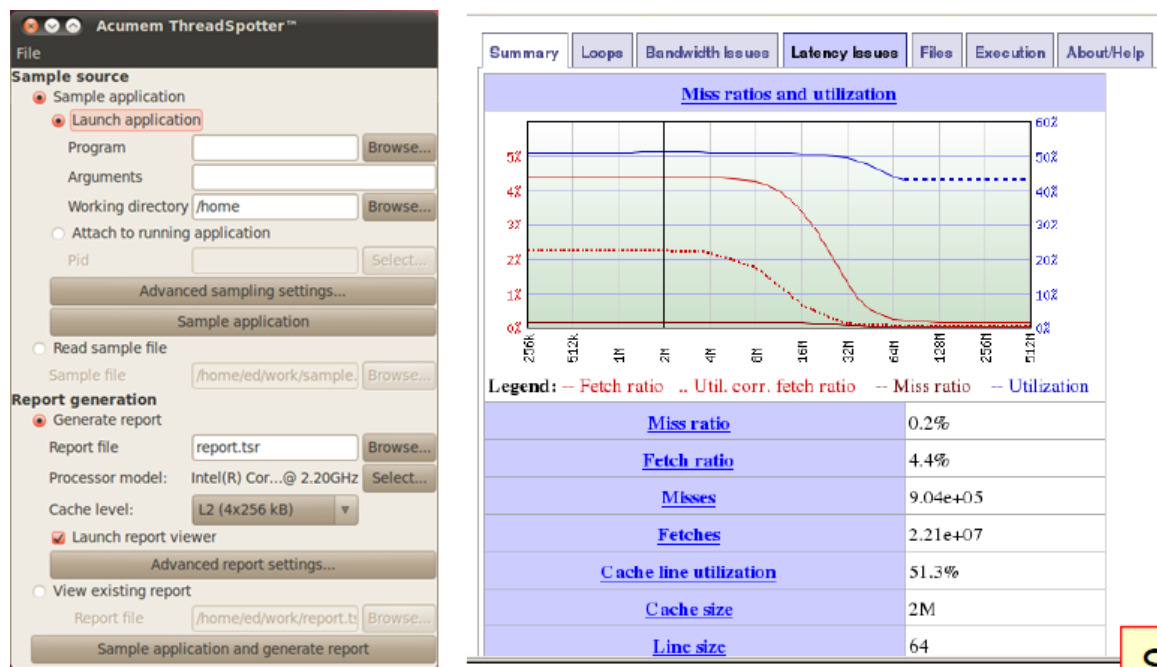 Acumem ThreadSpotter™
File
Sample source
Sample application
Launch application
Program Browse...
Arguments
Working directory /home Browse...
Attach to running application
Pid Select...
Advanced sampling settings...
Sample application
Read sample file
Sample file /home/ed/work/sample. Browse...
Report generation
Generate report
Report file report.tsr Browse...
Processor model: Intel(R) Cor...@ 2.20GHz Select...
Cache level: L2 (4x256 kB)
Launch report viewer
Advanced report settings...
View existing report
Report file /home/ed/work/report.ts Browse...
Sample application and generate report
Summary Loops Bandwidth Issues Latency Issues Files Execution About/Help
Miss ratios and utilization
60%
5% 50%
4% 40%
3% 30%
2% 20%
1% 10%
0% 0%
256k 512k 1M 2M 4M 8M 16M 32M 64M 128M 256M 512M
Legend: -- Fetch ratio .. Util. corr. fetch ratio -- Miss ratio -- Utilization
Miss ratio 0.2%
Fetch ratio 4.4%
Misses 9.04e+05
Fetches 2.21e+07
Cache line utilization 51.3%
Cache size 2M
Line size 64